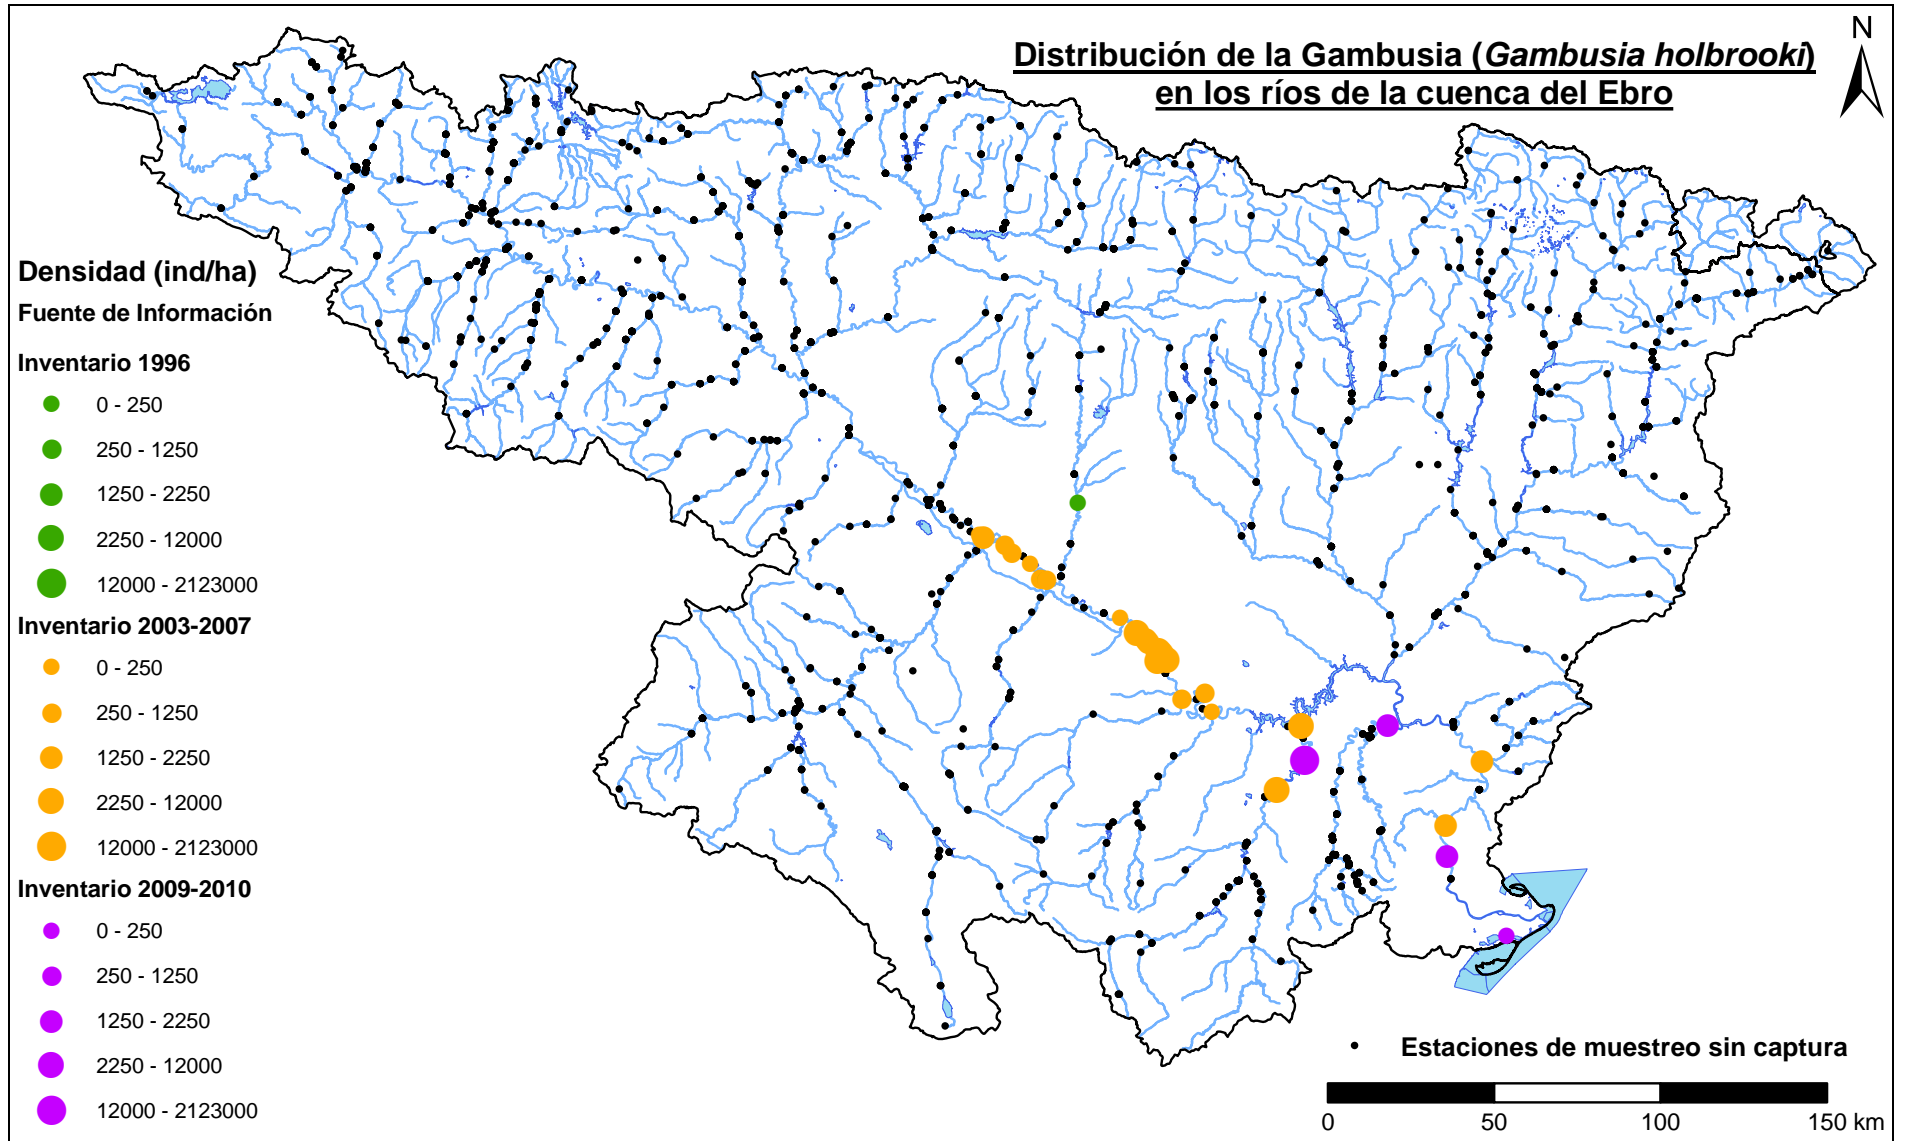 Distribución de la Gambusia (Gambusia holbrooki)
en los ríos de la cuenca del Ebro
N
Densidad (ind/ha)
Fuente de Información
Inventario 1996
0 - 250
250 - 1250
1250 - 2250
2250 - 12000
12000 - 2123000
Inventario 2003-2007
0 - 250
250 - 1250
1250 - 2250
2250 - 12000
12000 - 2123000
Inventario 2009-2010
0 - 250
250 - 1250
1250 - 2250
2250 - 12000
12000 - 2123000
Estaciones de muestreo sin captura
0 50 100 150 km